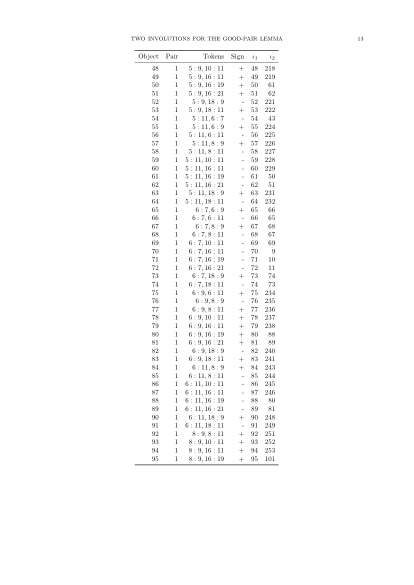 TWO INVOLUTIONS FOR THE GOOD-PAIR LEMMA 13
Object Pair Tokens Sign ι1 ι2
48 1 5 : 9, 10 : 11 + 48 218
49 1 5 : 9, 16 : 11 + 49 219
50 1 5 : 9, 16 : 19 + 50 61
51 1 5 : 9, 16 : 21 + 51 62
52 1 5 : 9, 18 : 9 - 52 221
53 1 5 : 9, 18 : 11 + 53 222
54 1 5 : 11, 6 : 7 - 54 43
55 1 5 : 11, 6 : 9 + 55 224
56 1 5 : 11, 6 : 11 - 56 225
57 1 5 : 11, 8 : 9 + 57 226
58 1 5 : 11, 8 : 11 - 58 227
59 1 5 : 11, 10 : 11 - 59 228
60 1 5 : 11, 16 : 11 - 60 229
61 1 5 : 11, 16 : 19 - 61 50
62 1 5 : 11, 16 : 21 - 62 51
63 1 5 : 11, 18 : 9 + 63 231
64 1 5 : 11, 18 : 11 - 64 232
65 1 6 : 7, 6 : 9 + 65 66
66 1 6 : 7, 6 : 11 - 66 65
67 1 6 : 7, 8 : 9 + 67 68
68 1 6 : 7, 8 : 11 - 68 67
69 1 6 : 7, 10 : 11 - 69 69
70 1 6 : 7, 16 : 11 - 70 9
71 1 6 : 7, 16 : 19 - 71 10
72 1 6 : 7, 16 : 21 - 72 11
73 1 6 : 7, 18 : 9 + 73 74
74 1 6 : 7, 18 : 11 - 74 73
75 1 6 : 9, 6 : 11 + 75 234
76 1 6 : 9, 8 : 9 - 76 235
77 1 6 : 9, 8 : 11 + 77 236
78 1 6 : 9, 10 : 11 + 78 237
79 1 6 : 9, 16 : 11 + 79 238
80 1 6 : 9, 16 : 19 + 80 88
81 1 6 : 9, 16 : 21 + 81 89
82 1 6 : 9, 18 : 9 - 82 240
83 1 6 : 9, 18 : 11 + 83 241
84 1 6 : 11, 8 : 9 + 84 243
85 1 6 : 11, 8 : 11 - 85 244
86 1 6 : 11, 10 : 11 - 86 245
87 1 6 : 11, 16 : 11 - 87 246
88 1 6 : 11, 16 : 19 - 88 80
89 1 6 : 11, 16 : 21 - 89 81
90 1 6 : 11, 18 : 9 + 90 248
91 1 6 : 11, 18 : 11 - 91 249
92 1 8 : 9, 8 : 11 + 92 251
93 1 8 : 9, 10 : 11 + 93 252
94 1 8 : 9, 16 : 11 + 94 253
95 1 8 : 9, 16 : 19 + 95 101